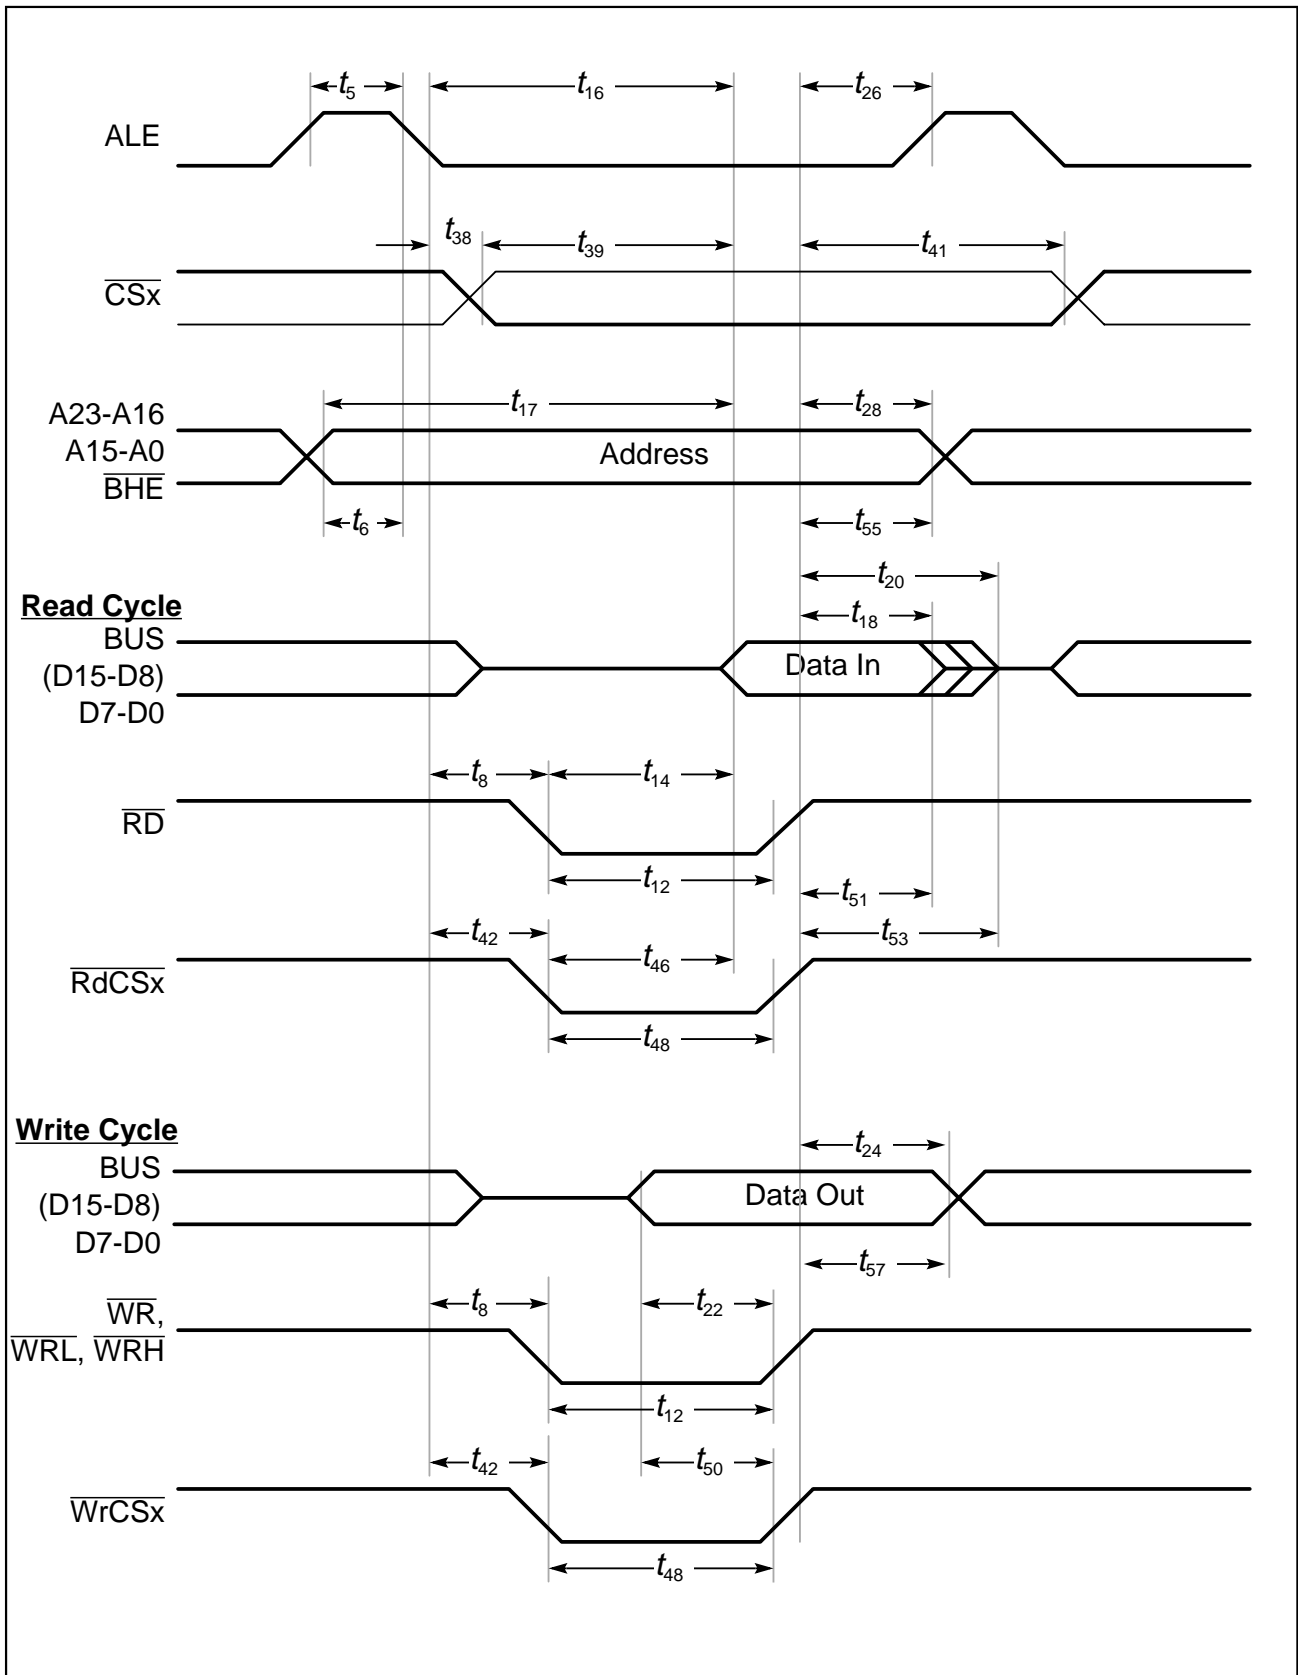 t5 t16 t26
ALE
t38 t39 t41
CSx
A23-A16 t17 t28
A15-A0 Address
BHE
t6 t55
t20
Read Cycle t18
BUS Data In
(D15-D8)
D7-D0
t8 t14
RD
t12 t51
t42 t46 t53
RdCSx
t48
Write Cycle
t24
BUS
(D15-D8) Data Out
D7-D0
t57
WR, t8 t22
WRL, WRH
t12
t42 t50
WrCSx
t48